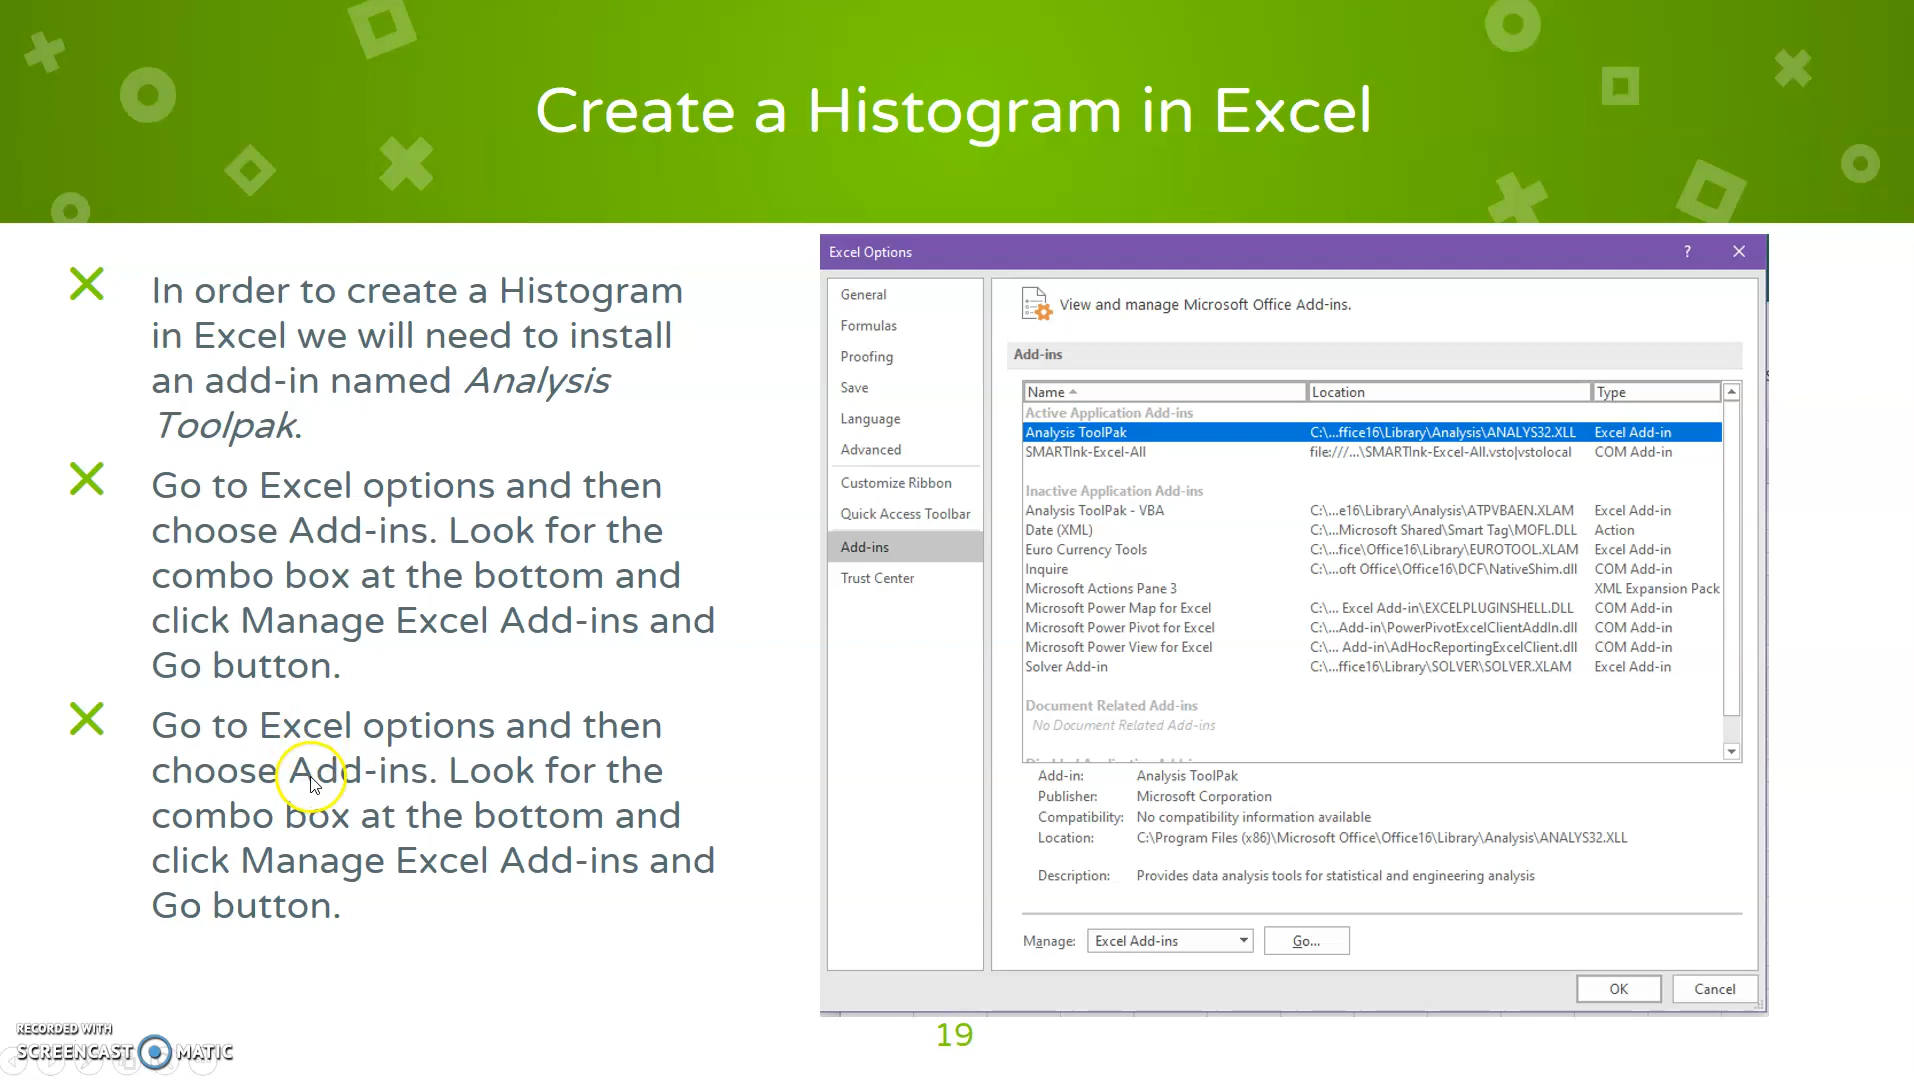 Create a Histogram in Excel
In order to create a Histogram
in Excel we will need to install
an add-in named Analysis
Toolpak.
Go to Excel options and then
choose Add-ins. Look for the
combo box at the bottom and
click Manage Excel Add-ins and
Go button.
Go to Excel options and then
choose Add-ins. Look for the
combo box at the bottom and
click Manage Excel Add-ins and
Go button.
Excel Options ?
General
Formulas
Proofing
Save
Language
Advanced
Customize Ribbon
Quick Access Toolbar
Add-ins
Trust Center
View and manage Microsoft Office Add-ins.
Add-ins
Name Location Type
Active Application Add-ins
Analysis ToolPak C:\...ffice16\Library\Analysis\ANALYS32.XLL Excel Add-in
SMARTInk-Excel-All file:///...\SMARTInk-Excel-All.vsto|vstolocal COM Add-in
Inactive Application Add-ins
Analysis ToolPak - VBA C:\...e16\Library\Analysis\ATPVBAEN.XLAM Excel Add-in
Date (XML) C:\...Microsoft Shared\Smart Tag\MOFL.DLL Action
Euro Currency Tools C:\...fice\Office16\Library\EUROTOOL.XLAM Excel Add-in
Inquire C:\...oft Office\Office16\DCF\NativeShim.dll COM Add-in
Microsoft Actions Pane 3 XML Expansion Pack
Microsoft Power Map for Excel C:\... Excel Add-in\EXCELPLUGINSHELL.DLL COM Add-in
Microsoft Power Pivot for Excel C:\...Add-in\PowerPivotExcelClientAddIn.dll COM Add-in
Microsoft Power View for Excel C:\... Add-in\AdHocReportingExcelClient.dll COM Add-in
Solver Add-in C:\...ffice16\Library\SOLVER\SOLVER.XLAM Excel Add-in
Document Related Add-ins
No Document Related Add-ins
Add-in: Analysis ToolPak
Publisher: Microsoft Corporation
Compatibility: No compatibility information available
Location: C:\Program Files (x86)\Microsoft Office\Office16\Library\Analysis\ANALYS32.XLL
Description: Provides data analysis tools for statistical and engineering analysis
Manage: Excel Add-ins Go...
OK Cancel
19
RECORDED WITH
SCREENCAST MATIC